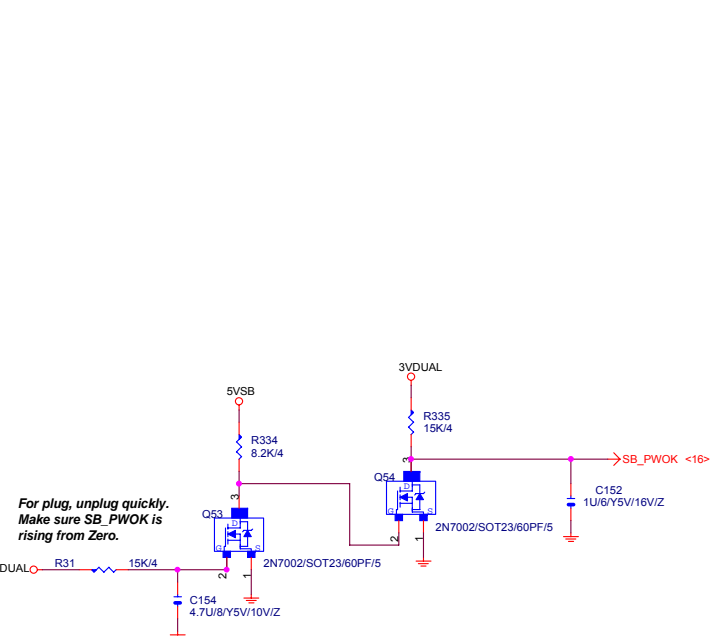 3VDUAL
5VSB
R335
15K/4
R334
8.2K/4
3
SB_PWOK <16>
Q54
D
G
S
C152
1U/6/Y5V/16V/Z
3
For plug, unplug quickly.
Make sure SB_PWOK is
rising from Zero.
Q53
D
G
S
2N7002/SOT23/60PF/5
2
1
DUAL
R31
15K/4
2N7002/SOT23/60PF/5
2
1
C154
4.7U/8/Y5V/10V/Z